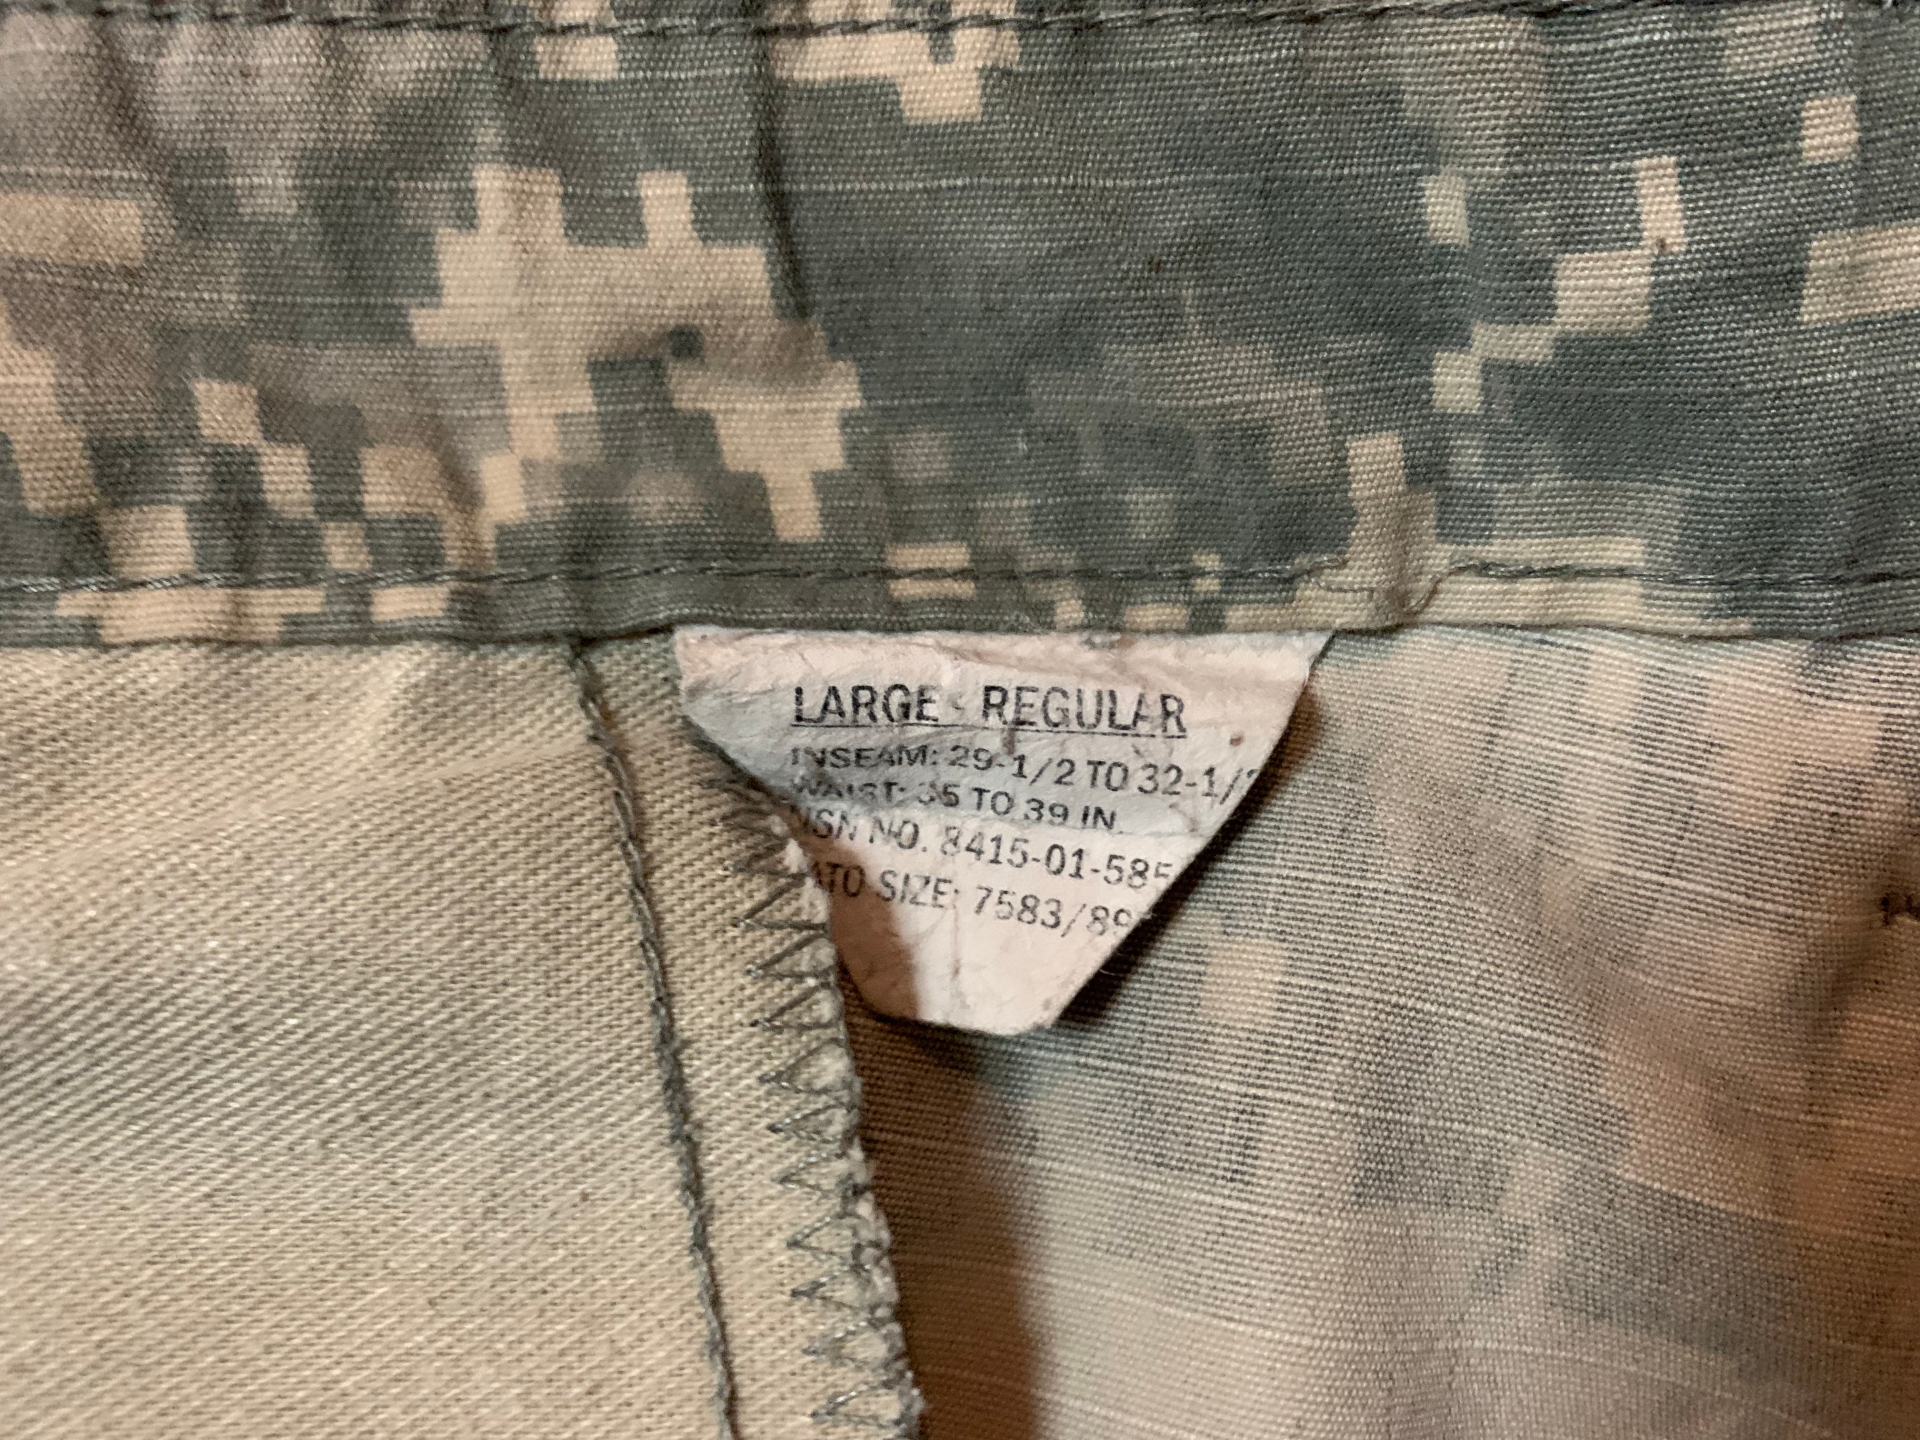 LARGE - REGULAR
INSEAM: 29-1/2 TO 32-1/
WAIST: 35 TO 39 IN.
NSN NO. 8415-01-585
ATO SIZE: 7583/89